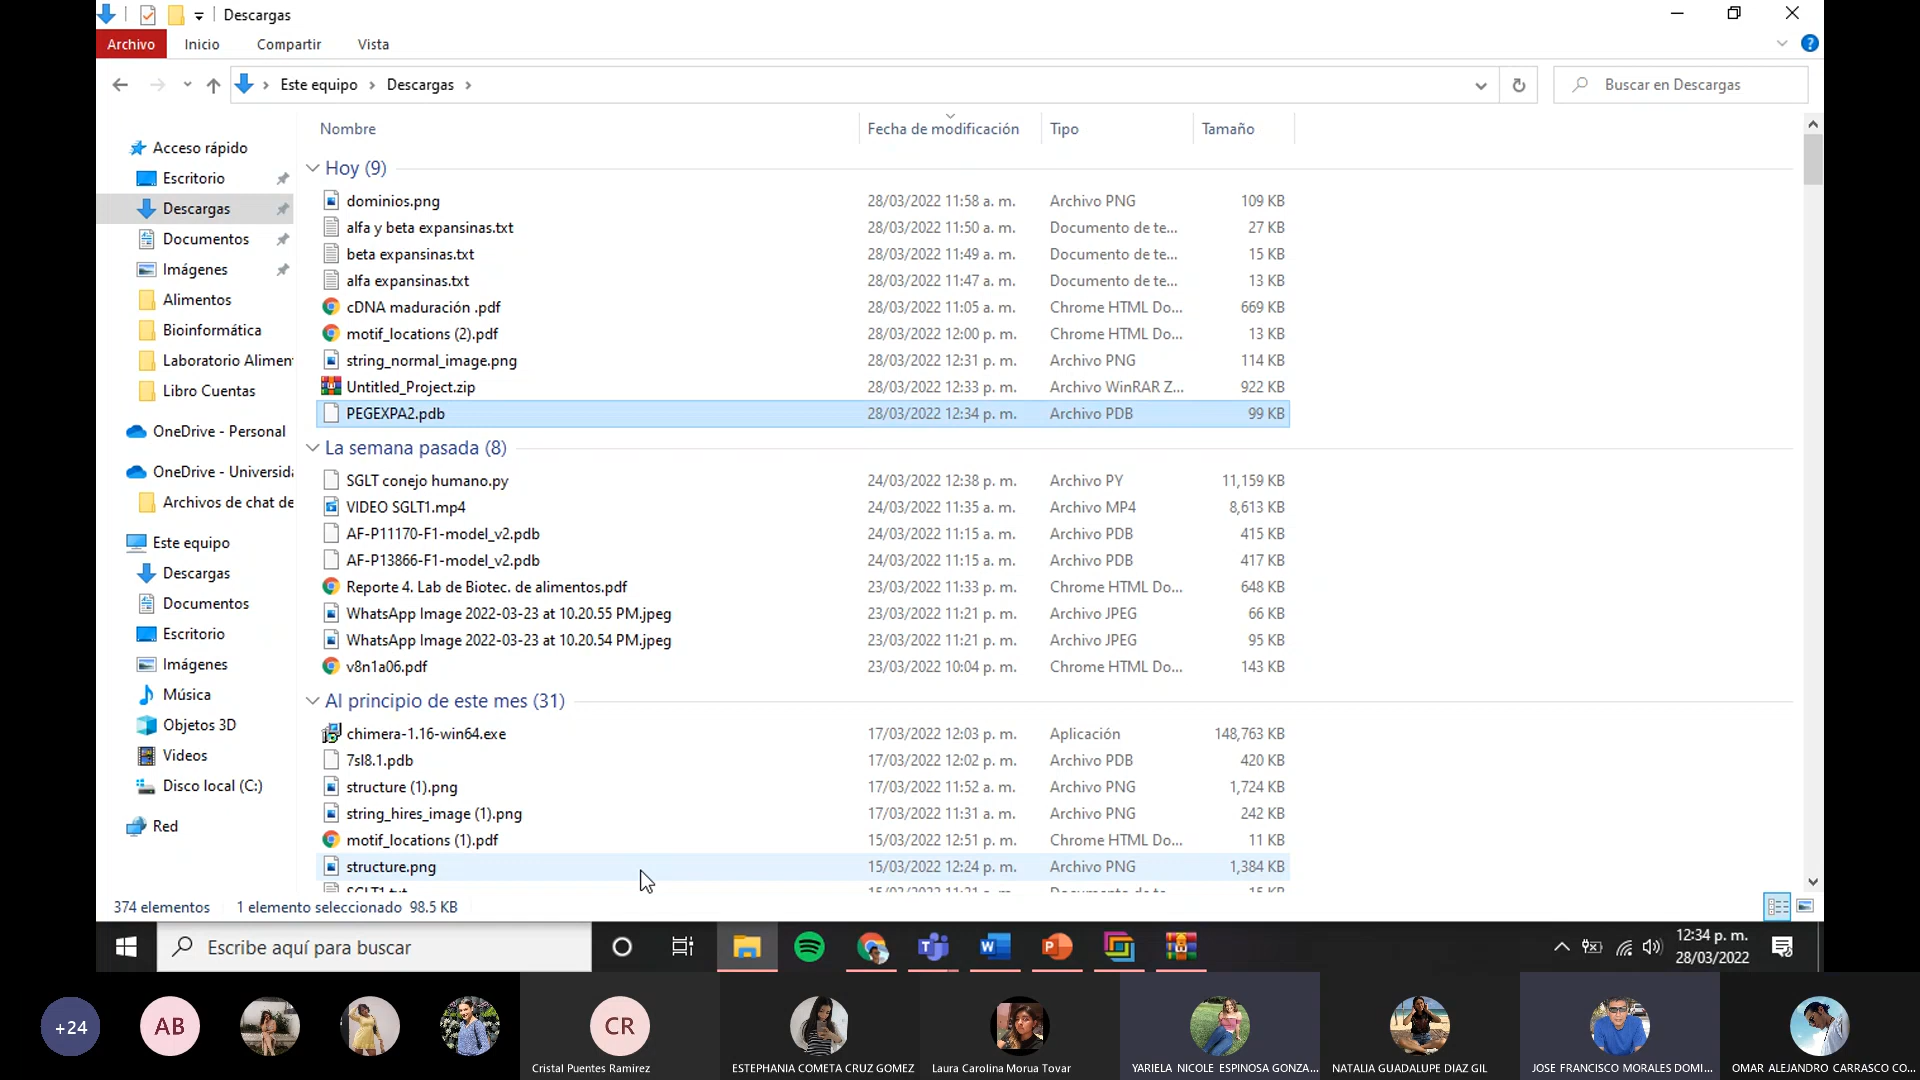 Descargas
Archivo Inicio Compartir Vista
Este equipo Descargas Buscar en Descargas
Nombre Fecha de modificación Tipo Tamaño
Acceso rápido
Escritorio
Descargas
Documentos
Imágenes
Alimentos
Bioinformática
Laboratorio Alimen
Libro Cuentas
OneDrive - Personal
OneDrive - Universida
Archivos de chat de
Este equipo
Descargas
Documentos
Escritorio
Imágenes
Música
Objetos 3D
Videos
Disco local (C:)
Red
Hoy (9)
dominios.png 28/03/2022 11:58 a. m. Archivo PNG 109 KB
alfa y beta expansinas.txt 28/03/2022 11:50 a. m. Documento de te... 27 KB
beta expansinas.txt 28/03/2022 11:49 a. m. Documento de te... 15 KB
alfa expansinas.txt 28/03/2022 11:47 a. m. Documento de te... 13 KB
cDNA maduración .pdf 28/03/2022 11:05 a. m. Chrome HTML Do... 669 KB
motif_locations (2).pdf 28/03/2022 12:00 p. m. Chrome HTML Do... 13 KB
string_normal_image.png 28/03/2022 12:31 p. m. Archivo PNG 114 KB
Untitled_Project.zip 28/03/2022 12:33 p. m. Archivo WinRAR Z... 922 KB
PEGEXPA2.pdb 28/03/2022 12:34 p. m. Archivo PDB 99 KB
La semana pasada (8)
SGLT conejo humano.py 24/03/2022 12:38 p. m. Archivo PY 11,159 KB
VIDEO SGLT1.mp4 24/03/2022 11:35 a. m. Archivo MP4 8,613 KB
AF-P11170-F1-model_v2.pdb 24/03/2022 11:15 a. m. Archivo PDB 415 KB
AF-P13866-F1-model_v2.pdb 24/03/2022 11:15 a. m. Archivo PDB 417 KB
Reporte 4. Lab de Biotec. de alimentos.pdf 23/03/2022 11:33 p. m. Chrome HTML Do... 648 KB
WhatsApp Image 2022-03-23 at 10.20.55 PM.jpeg 23/03/2022 11:21 p. m. Archivo JPEG 66 KB
WhatsApp Image 2022-03-23 at 10.20.54 PM.jpeg 23/03/2022 11:21 p. m. Archivo JPEG 95 KB
v8n1a06.pdf 23/03/2022 10:04 p. m. Chrome HTML Do... 143 KB
Al principio de este mes (31)
chimera-1.16-win64.exe 17/03/2022 12:03 p. m. Aplicación 148,763 KB
7sl8.1.pdb 17/03/2022 12:02 p. m. Archivo PDB 420 KB
structure (1).png 17/03/2022 11:52 a. m. Archivo PNG 1,724 KB
string_hires_image (1).png 17/03/2022 11:31 a. m. Archivo PNG 242 KB
motif_locations (1).pdf 15/03/2022 12:51 p. m. Chrome HTML Do... 11 KB
structure.png 15/03/2022 12:24 p. m. Archivo PNG 1,384 KB
374 elementos 1 elemento seleccionado 98.5 KB
Escribe aquí para buscar
12:34 p. m.
28/03/2022
+24 AB CR
Cristal Puentes Ramirez ESTEPHANIA COMETA CRUZ GOMEZ Laura Carolina Morua Tovar YARIELA NICOLE ESPINOSA GONZA... NATALIA GUADALUPE DIAZ GIL JOSE FRANCISCO MORALES DOMI... OMAR ALEJANDRO CARRASCO CO...